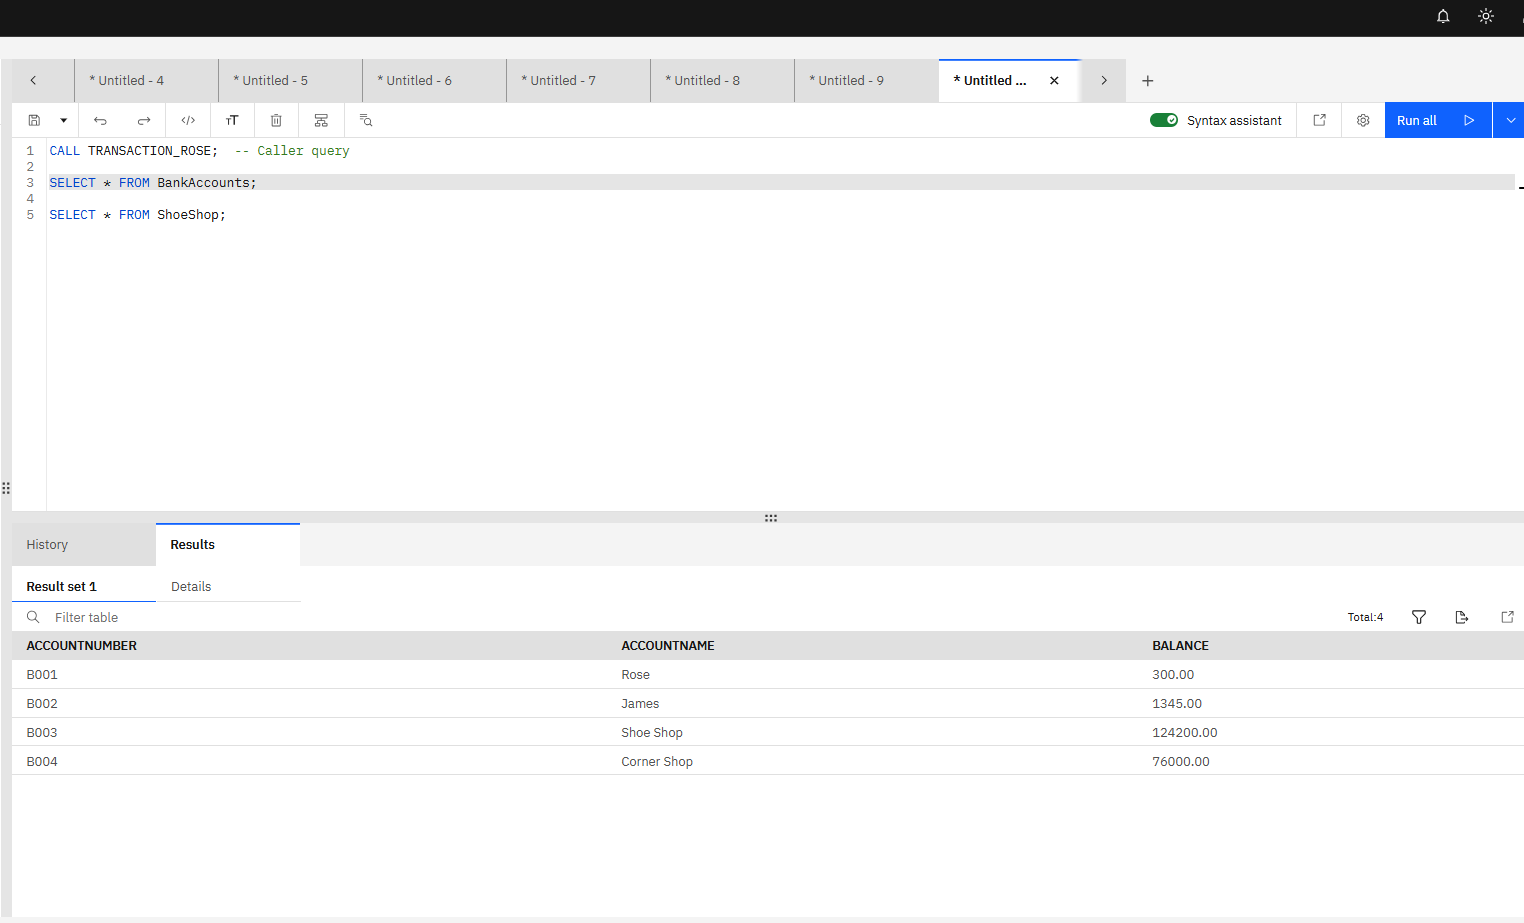 * Untitled - 4 * Untitled - 5 * Untitled - 6 * Untitled - 7 * Untitled - 8 * Untitled - 9 * Untitled ...
Syntax assistant Run all
1 CALL TRANSACTION_ROSE; -- Caller query
2
3 SELECT * FROM BankAccounts;
4
5 SELECT * FROM ShoeShop;
History Results
Result set 1 Details
Filter table Total:4
ACCOUNTNUMBER ACCOUNTNAME BALANCE
B001 Rose 300.00
B002 James 1345.00
B003 Shoe Shop 124200.00
B004 Corner Shop 76000.00